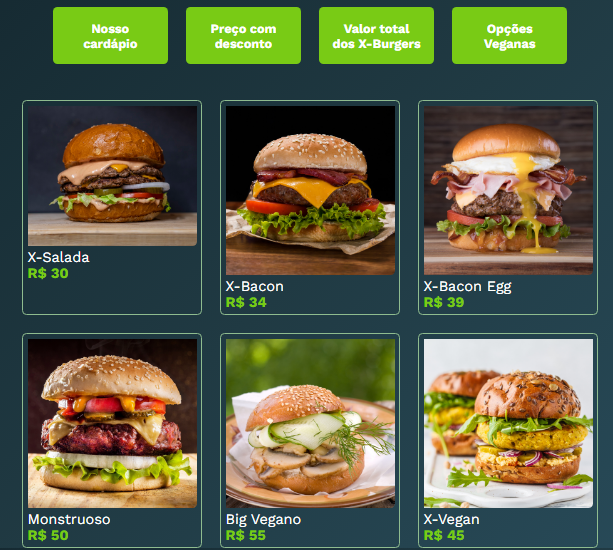 Nosso
cardápio
Preço com
desconto
Valor total
dos X-Burgers
Opções
Veganas
X-Salada
R$ 30
X-Bacon
R$ 34
X-Bacon Egg
R$ 39
Monstruoso
R$ 50
Big Vegano
R$ 55
X-Vegan
R$ 45